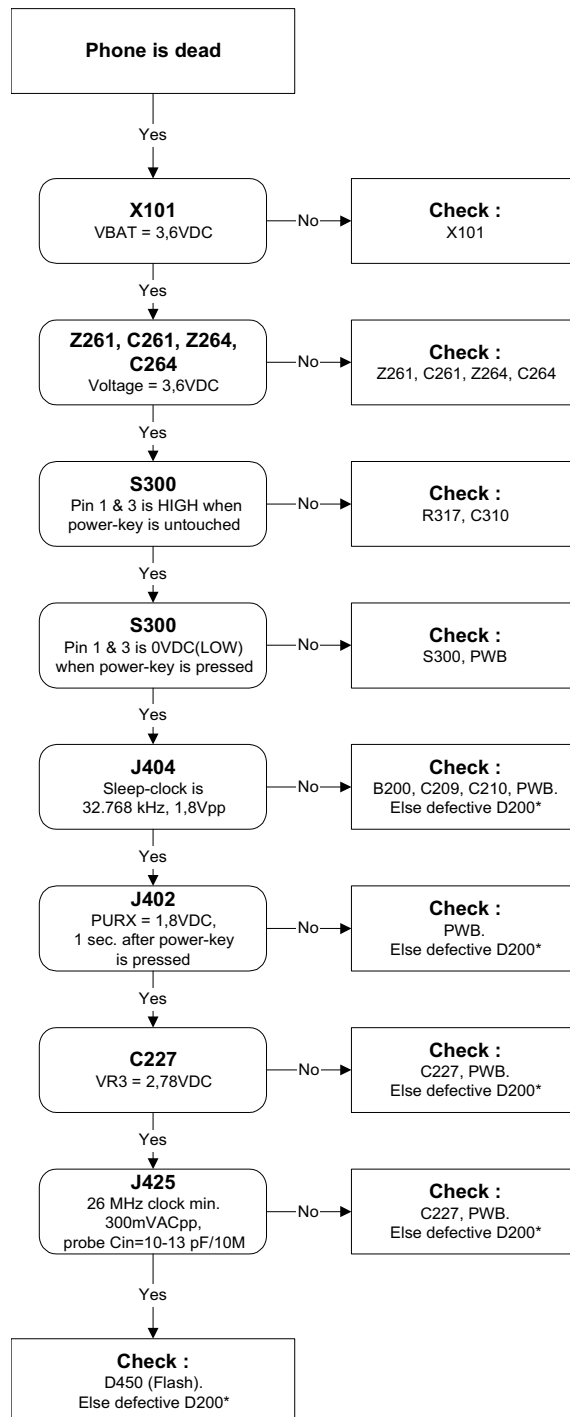 Phone is dead
Yes
X101
VBAT = 3,6VDC
No
Check :
X101
Yes
Z261, C261, Z264,
C264
Voltage = 3,6VDC
No
Check :
Z261, C261, Z264, C264
Yes
S300
Pin 1 & 3 is HIGH when
power-key is untouched
No
Check :
R317, C310
Yes
S300
Pin 1 & 3 is 0VDC(LOW)
when power-key is pressed
No
Check :
S300, PWB
Yes
J404
Sleep-clock is
32.768 kHz, 1,8Vpp
No
Check :
B200, C209, C210, PWB.
Else defective D200*
Yes
J402
PURX = 1,8VDC,
1 sec. after power-key
is pressed
No
Check :
PWB.
Else defective D200*
Yes
C227
VR3 = 2,78VDC
No
Check :
C227, PWB.
Else defective D200*
Yes
J425
26 MHz clock min.
300mVACpp,
probe Cin=10-13 pF/10M
No
Check :
C227, PWB.
Else defective D200*
Yes
Check :
D450 (Flash).
Else defective D200*